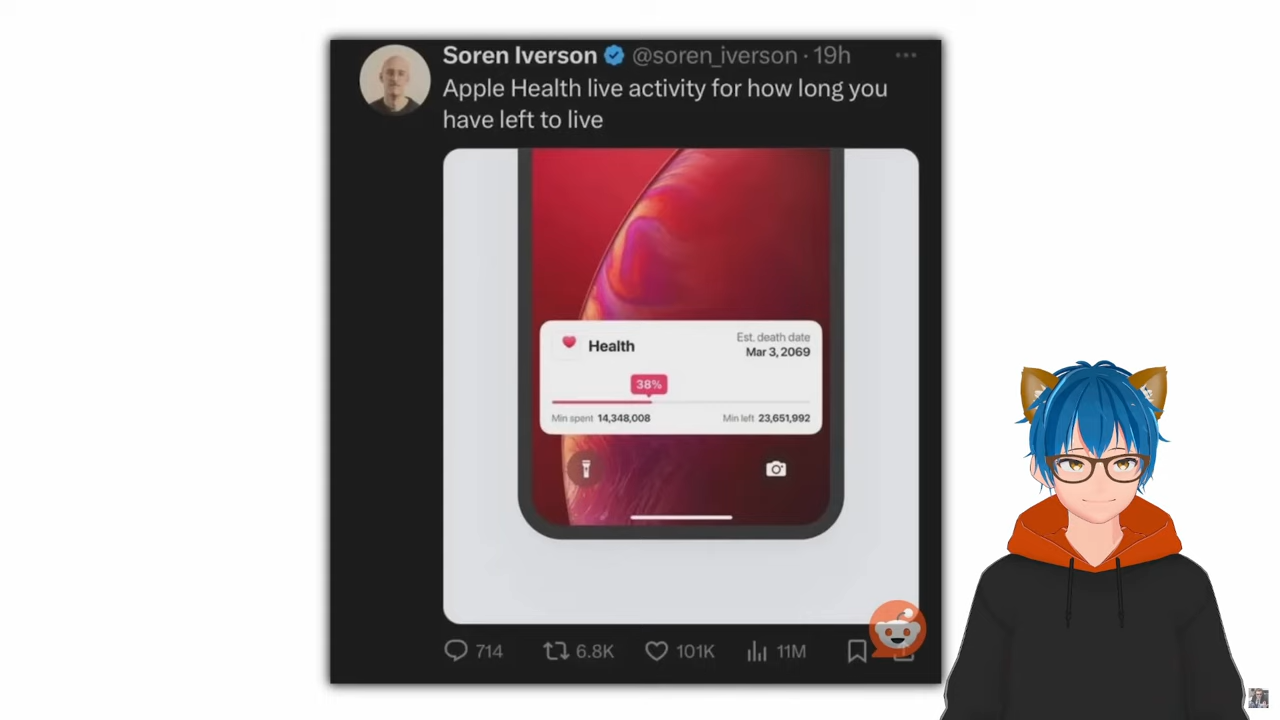 Soren Iverson @soren_iverson · 19h
Apple Health live activity for how long you
have left to live
Health
Est. death date
Mar 3, 2069
38%
Min spent 14,348,008
Min left 23,651,992
714 6.8K 101K 11M